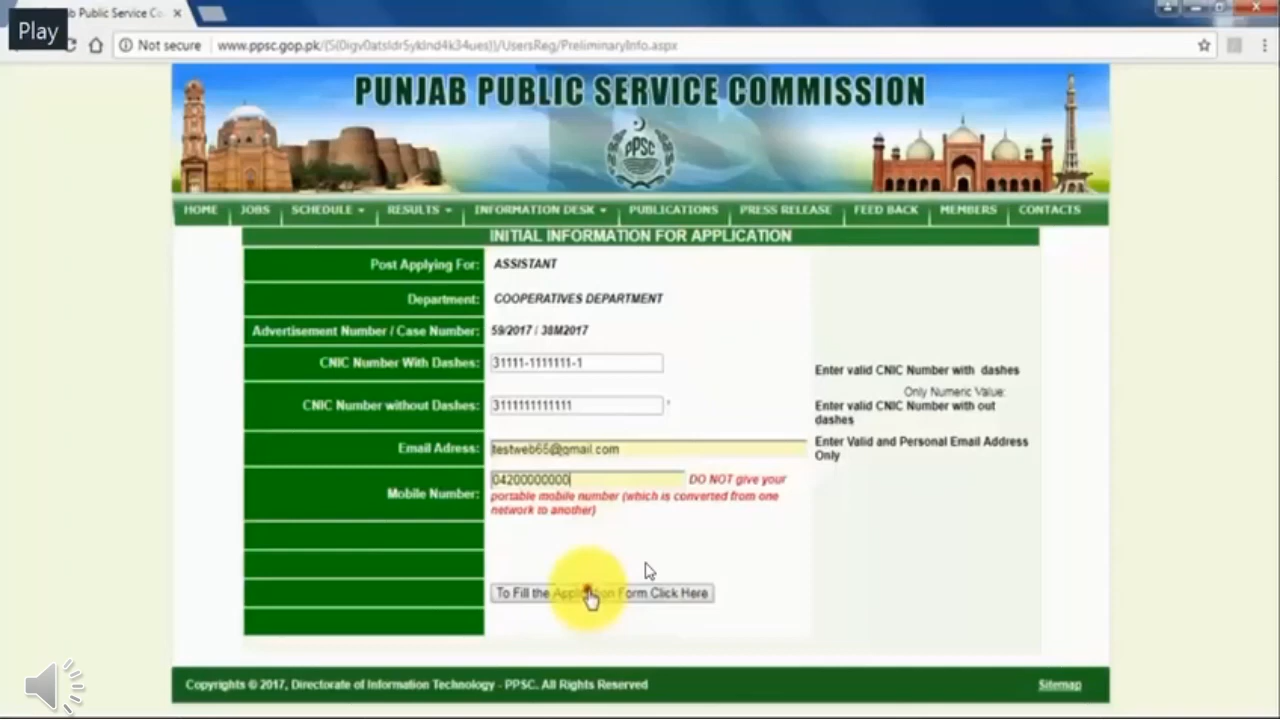 Play
b Public Service Co
Not secure
www.ppsc.gop.pk/(S(0igv0atsldr5yklnd4k34ues))/UsersReg/PreliminaryInfo.aspx
PUNJAB PUBLIC SERVICE COMMISSION
PPSC
HOME JOBS SCHEDULE RESULTS INFORMATION DESK PUBLICATIONS PRESS RELEASE FEED BACK MEMBERS CONTACTS
INITIAL INFORMATION FOR APPLICATION
Post Applying For: ASSISTANT
Department: COOPERATIVES DEPARTMENT
Advertisement Number / Case Number: 59/2017 / 38M2017
CNIC Number With Dashes: 31111-1111111-1
Enter valid CNIC Number with dashes
Only Numeric Value:
CNIC Number without Dashes: 3111111111111 *
Enter valid CNIC Number with out
dashes
Email Adress: testweb65@gmail.com
Enter Valid and Personal Email Address
Only
Mobile Number: 04200000000 DO NOT give your
portable mobile number (which is converted from one
network to another)
To Fill the Application Form Click Here
Copyrights © 2017, Directorate of Information Technology - PPSC. All Rights Reserved
Sitemap